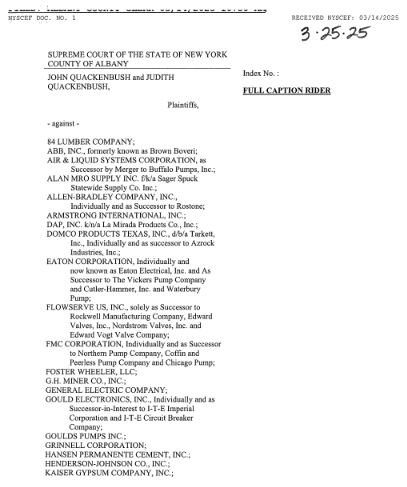 NYSCEF DOC. NO. 1
RECEIVED NYSCEF: 03/14/2025
3·25·25
SUPREME COURT OF THE STATE OF NEW YORK
COUNTY OF ALBANY
JOHN QUACKENBUSH and JUDITH
QUACKENBUSH,
Index No. :
FULL CAPTION RIDER
Plaintiffs,
- against -
84 LUMBER COMPANY;
ABB, INC., formerly known as Brown Boveri;
AIR & LIQUID SYSTEMS CORPORATION, as
Successor by Merger to Buffalo Pumps, Inc.;
ALAN MRO SUPPLY INC. f/k/a Sager Spuck
Statewide Supply Co. Inc.;
ALLEN-BRADLEY COMPANY, INC.,
Individually and as Successor to Rostone;
ARMSTRONG INTERNATIONAL, INC.;
DAP, INC. k/n/a La Mirada Products Co., Inc.;
DOMCO PRODUCTS TEXAS, INC., d/b/a Tarkett,
Inc., Individually and as successor to Azrock
Industries, Inc.;
EATON CORPORATION, Individually and
now known as Eaton Electrical, Inc. and As
Successor to The Vickers Pump Company
and Cutler-Hammer, Inc. and Waterbury
Pump;
FLOWSERVE US, INC., solely as Successor to
Rockwell Manufacturing Company, Edward
Valves, Inc., Nordstrom Valves, Inc. and
Edward Vogt Valve Company;
FMC CORPORATION, Individually and as Successor
to Northern Pump Company, Coffin and
Peerless Pump Company and Chicago Pump;
FOSTER WHEELER, LLC;
G.H. MINER CO., INC.;
GENERAL ELECTRIC COMPANY;
GOULD ELECTRONICS, INC., Individually and as
Successor-in-Interest to I-T-E Imperial
Corporation and I-T-E Circuit Breaker
Company;
GOULDS PUMPS INC.;
GRINNELL CORPORATION;
HANSEN PERMANENTE CEMENT, INC.;
HENDERSON-JOHNSON CO., INC.;
KAISER GYPSUM COMPANY, INC.;